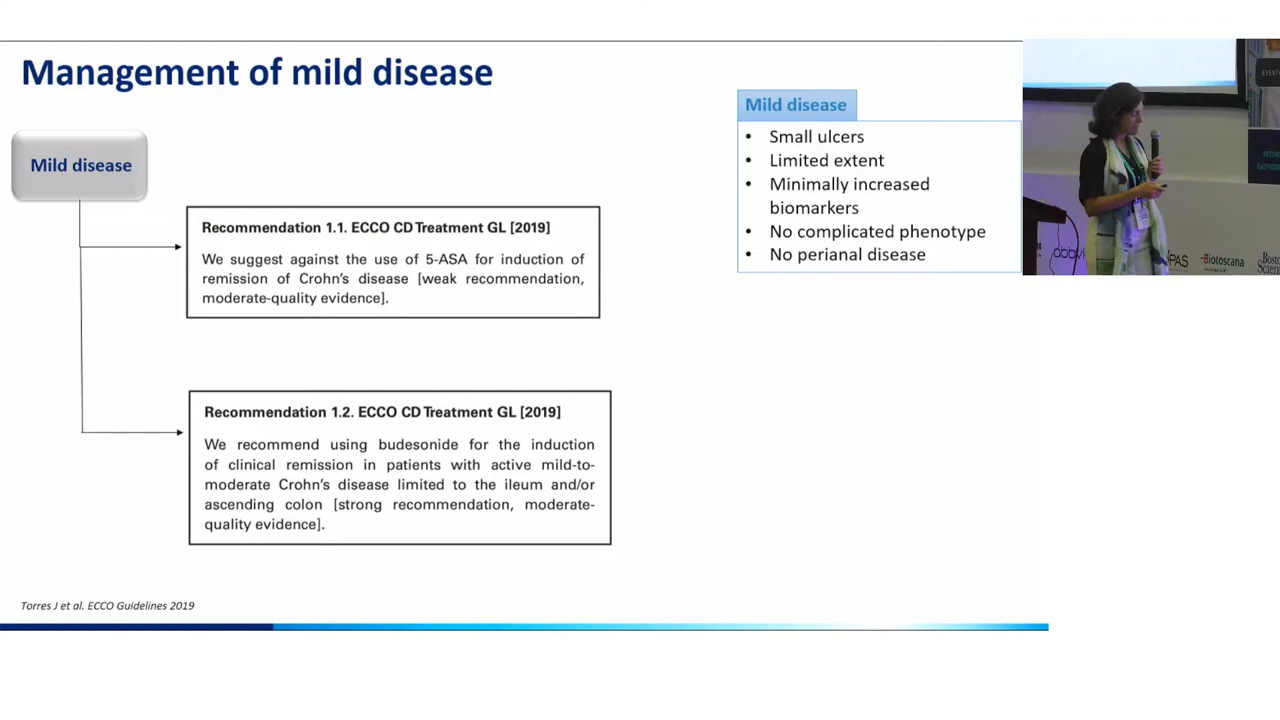 Management of mild disease
Mild disease
Recommendation 1.1. ECCO CD Treatment GL [2019]
We suggest against the use of 5-ASA for induction of
remission of Crohn's disease [weak recommendation,
moderate-quality evidence].
Recommendation 1.2. ECCO CD Treatment GL [2019]
We recommend using budesonide for the induction
of clinical remission in patients with active mild-to-
moderate Crohn's disease limited to the ileum and/or
ascending colon [strong recommendation, moderate-
quality evidence].
Torres J et al. ECCO Guidelines 2019
Mild disease
• Small ulcers
• Limited extent
• Minimally increased
biomarkers
• No complicated phenotype
• No perianal disease
Biotoscana